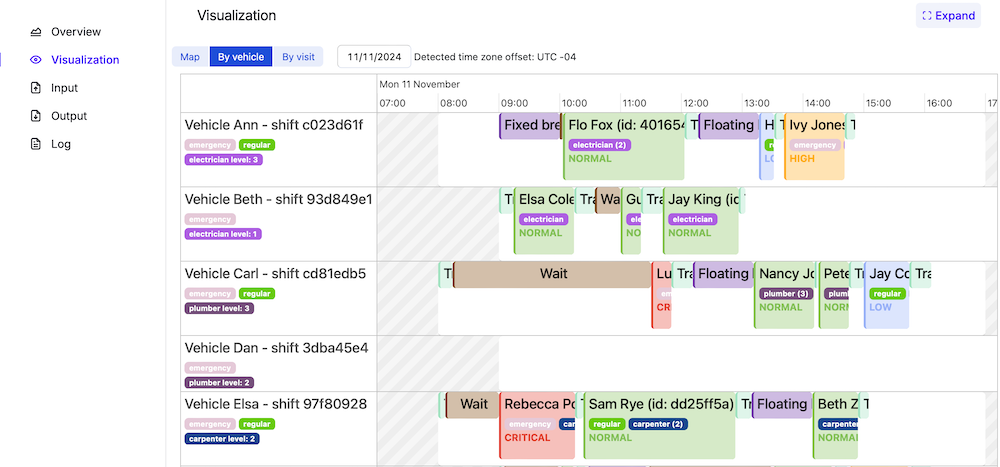 Visualization
Expand
Overview
Visualization
Input
Output
Log
Map By vehicle By visit 11/11/2024 Detected time zone offset: UTC -04
Mon 11 November
07:00 08:00 09:00 10:00 11:00 12:00 13:00 14:00 15:00 16:00 17
Vehicle Ann - shift c023d61f
emergency regular
electrician level: 3
Fixed bre Flo Fox (id: 401654 T Floating H T Ivy Jones T
electrician (2) emergency
NORMAL LO HIGH
Vehicle Beth - shift 93d849e1
emergency
electrician level: 1
T Elsa Cole Tra Wa Gu Tra Jay King (id
electrician ele electrician
NORMAL NO NORMAL
Vehicle Carl - shift cd81edb5
emergency regular
plumber level: 3
T Wait Lu Tra Floating Nancy Jo Pete Tr Jay Co Tra
em plumber (3) plumb regular
CR NORMAL NORM LOW
Vehicle Dan - shift 3dba45e4
emergency
plumber level: 2
Vehicle Elsa - shift 97f80928
emergency regular
carpenter level: 2
Wait Rebecca Po T Sam Rye (id: dd25ff5a) Tr Floating Beth Z T
emergency car regular carpenter (2) carpenter
CRITICAL NORMAL NORMAL